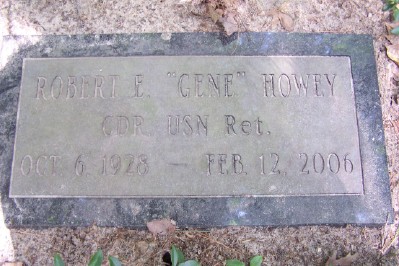 ROBERT E. "GENE" HOWEY
CDR USN Ret.
OCT. 6, 1928 — FEB. 12, 2006